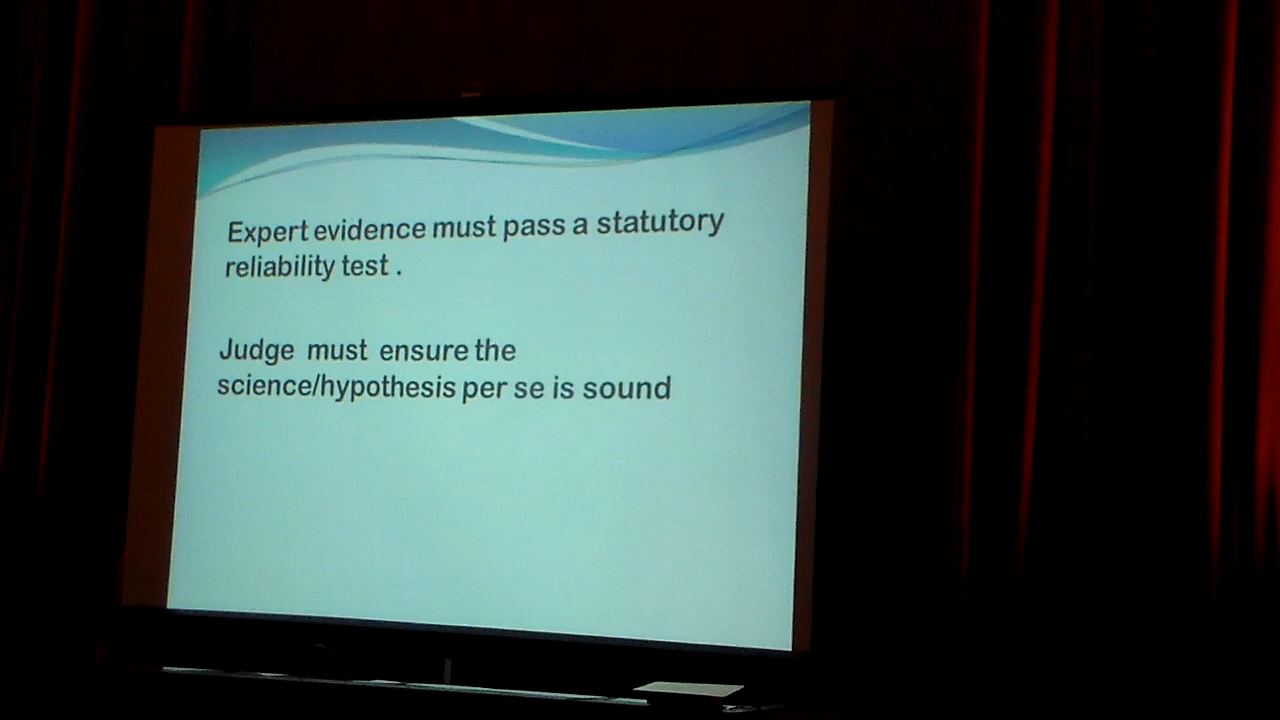 Expert evidence must pass a statutory
reliability test .
Judge must ensure the
science/hypothesis per se is sound